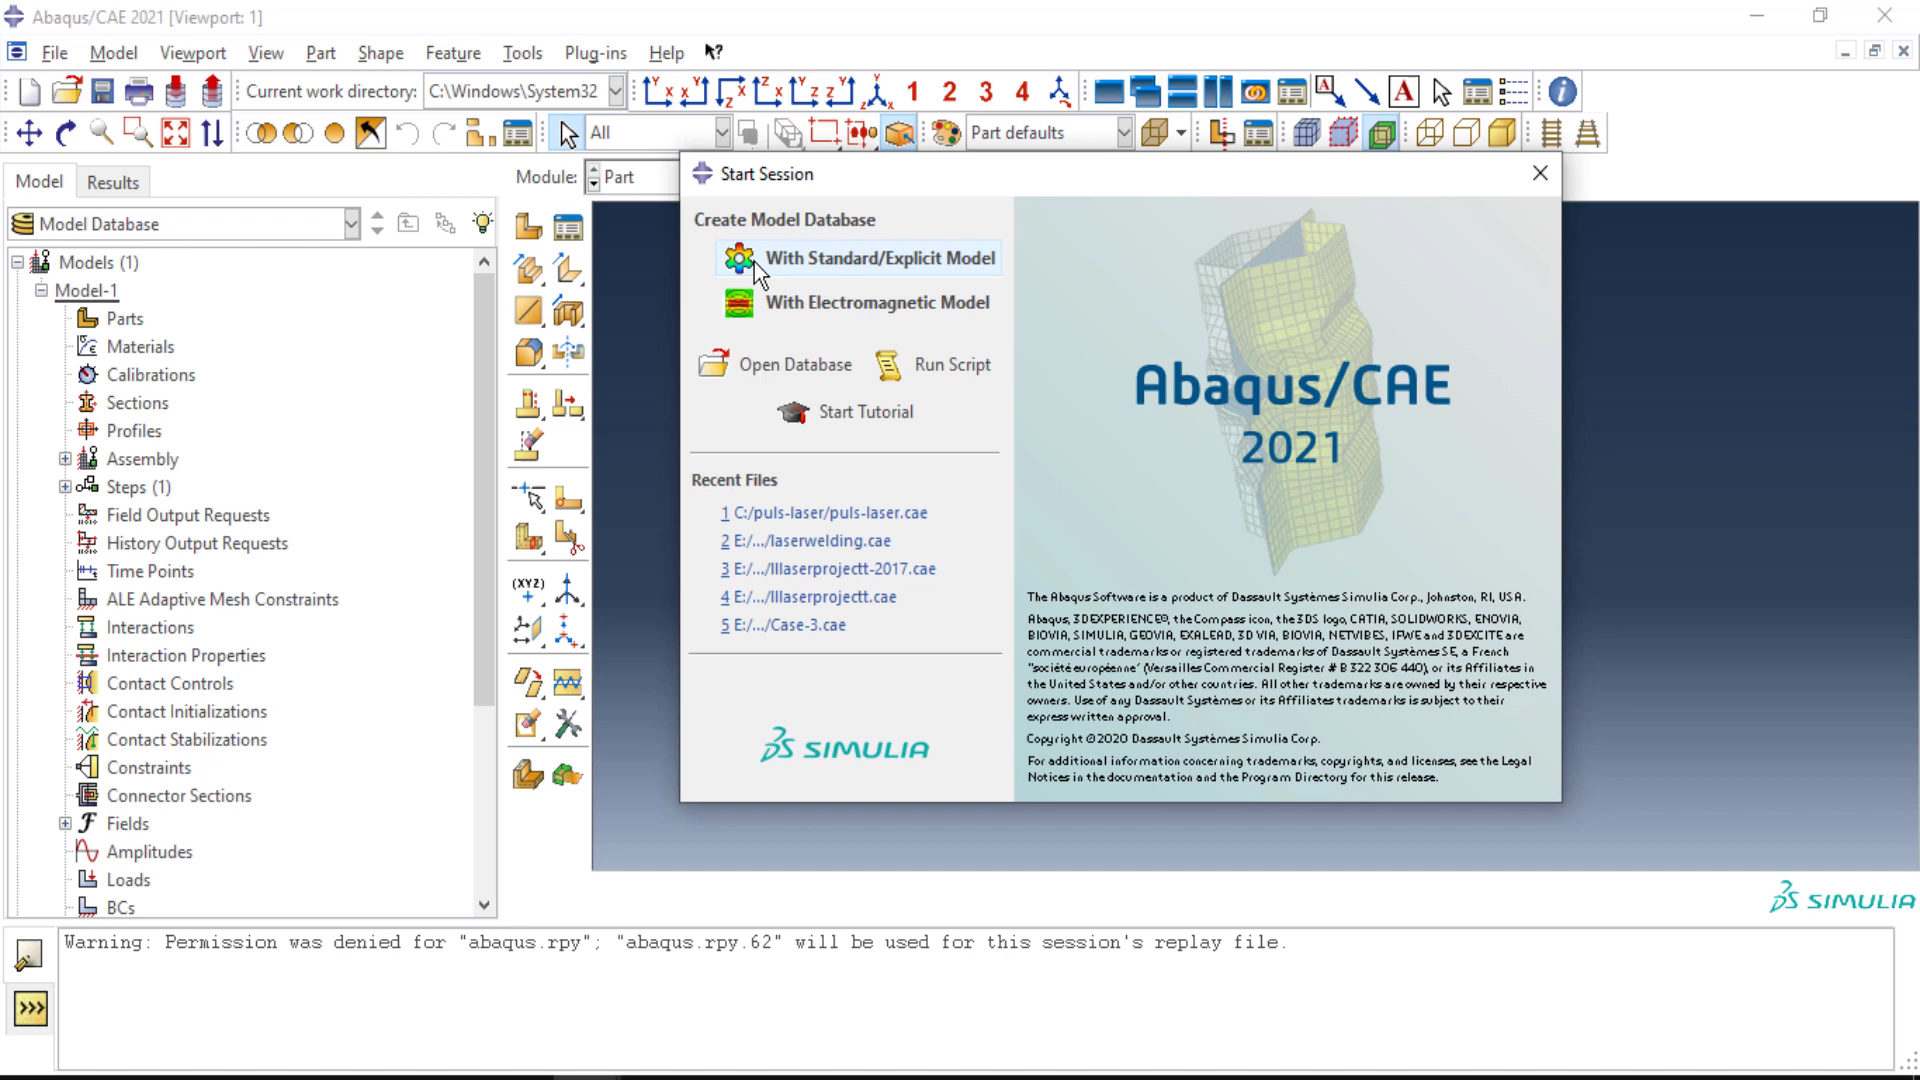 Abaqus/CAE 2021 [Viewport: 1]
File Model Viewport View Part Shape Feature Tools Plug-ins Help
Current work directory: C:\Windows\System32 1 2 3 4
All Part defaults
Model Results
Module: Part
Model Database
Models (1)
Model-1
Parts
Materials
Calibrations
Sections
Profiles
Assembly
Steps (1)
Field Output Requests
History Output Requests
Time Points
ALE Adaptive Mesh Constraints
Interactions
Interaction Properties
Contact Controls
Contact Initializations
Contact Stabilizations
Constraints
Connector Sections
Fields
Amplitudes
Loads
BCs
(XYZ)
Start Session
Create Model Database
With Standard/Explicit Model
With Electromagnetic Model
Open Database Run Script
Start Tutorial
Recent Files
1 C:/puls-laser/puls-laser.cae
2 E:/.../laserwelding.cae
3 E:/.../lllaserprojectt-2017.cae
4 E:/.../lllaserprojectt.cae
5 E:/.../Case-3.cae
SIMULIA
Abaqus/CAE
2021
The Abaqus Software is a product of Dassault Systèmes Simulia Corp., Johnston, RI, USA.
Abaqus, 3DEXPERIENCE®, the Compass icon, the 3DS logo, CATIA, SOLIDWORKS, ENOVIA,
BIOVIA, SIMULIA, GEOVIA, EXALEAD, 3D VIA, BIOVIA, NETVIBES, IFWE and 3DEXCITE are
commercial trademarks or registered trademarks of Dassault Systèmes SE, a French
"société européenne" (Versailles Commercial Register # B 322 306 440), or its Affiliates in
the United States and/or other countries. All other trademarks are owned by their respective
owners. Use of any Dassault Systèmes or its Affiliates trademarks is subject to their
express written approval.
Copyright ©2020 Dassault Systèmes Simulia Corp.
For additional information concerning trademarks, copyrights, and licenses, see the Legal
Notices in the documentation and the Program Directory for this release.
SIMULIA
Warning: Permission was denied for "abaqus.rpy"; "abaqus.rpy.62" will be used for this session's replay file.